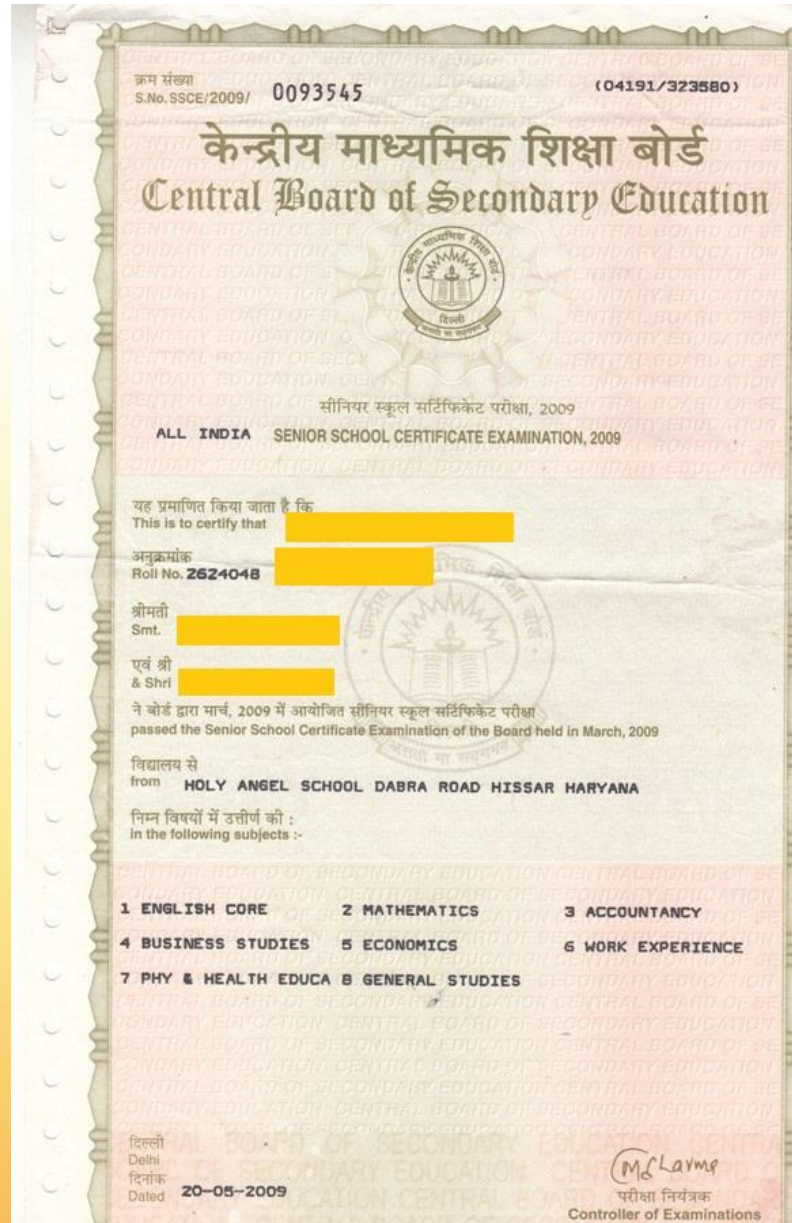 क्रम संख्या
S.No. SSCE/2009/ 0093545 (04191/323580)
केन्द्रीय माध्यमिक शिक्षा बोर्ड
Central Board of Secondary Education
केन्द्रीय माध्यमिक शिक्षा बोर्ड
दिल्ली
असतो मा सद्गमय
सीनियर स्कूल सर्टिफिकेट परीक्षा, 2009
ALL INDIA SENIOR SCHOOL CERTIFICATE EXAMINATION, 2009
यह प्रमाणित किया जाता है कि
This is to certify that
अनुक्रमांक
Roll No. 2624048
श्रीमती
Smt.
एवं श्री
& Shri
ने बोर्ड द्वारा मार्च, 2009 में आयोजित सीनियर स्कूल सर्टिफिकेट परीक्षा
passed the Senior School Certificate Examination of the Board held in March, 2009
विद्यालय से
from HOLY ANGEL SCHOOL DABRA ROAD HISSAR HARYANA
निम्न विषयों में उत्तीर्ण की :
in the following subjects :-
1 ENGLISH CORE 2 MATHEMATICS 3 ACCOUNTANCY
4 BUSINESS STUDIES 5 ECONOMICS 6 WORK EXPERIENCE
7 PHY & HEALTH EDUCA 8 GENERAL STUDIES
दिल्ली
Delhi
दिनांक
Dated 20-05-2009
परीक्षा नियंत्रक
Controller of Examinations